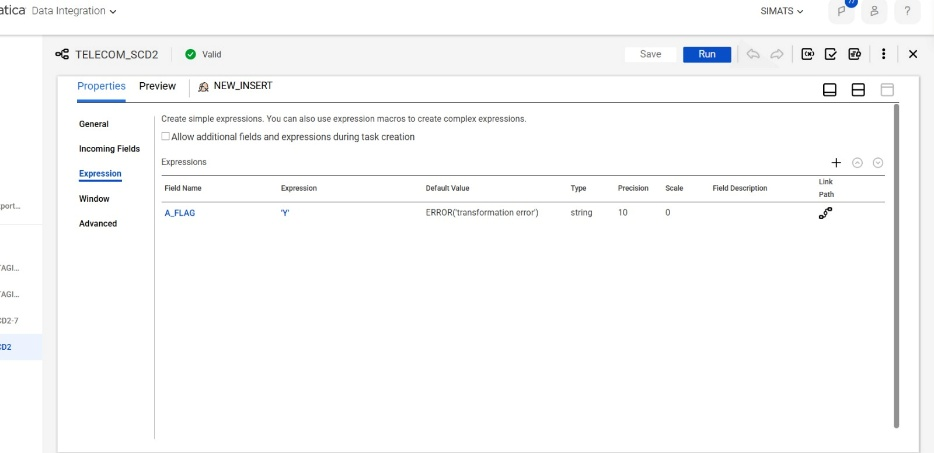 atica Data Integration
SIMATS
77
?
TELECOM_SCD2
Valid
Save
Run
Properties
Preview
NEW_INSERT
General
Incoming Fields
Expression
Window
Advanced
Create simple expressions. You can also use expression macros to create complex expressions.
Allow additional fields and expressions during task creation
Expressions
Field Name Expression Default Value Type Precision Scale Field Description Link Path
A_FLAG 'Y' ERROR('transformation error') string 10 0
port...
TAGI...
TAGI...
CD2-7
CD2